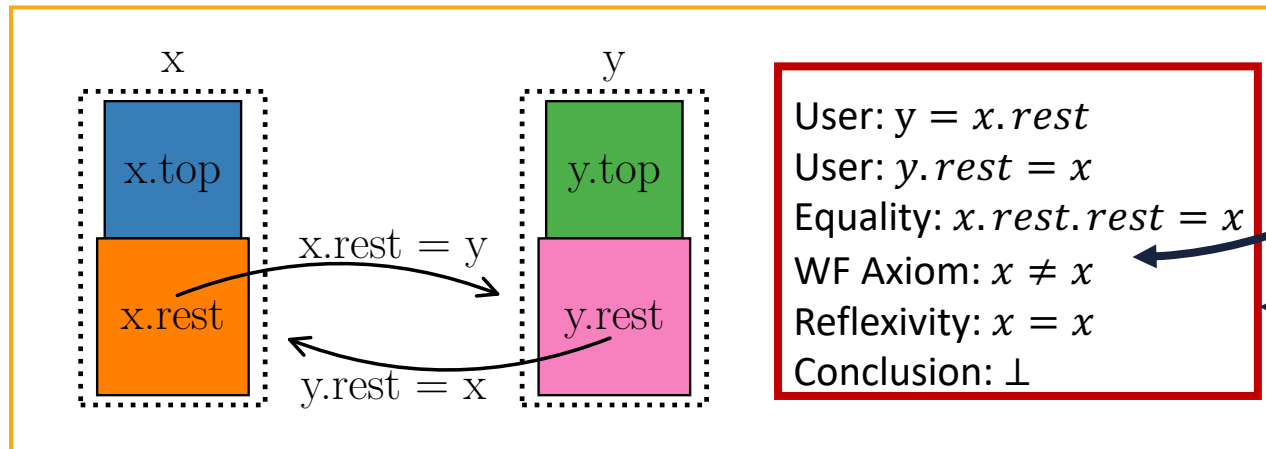 x
y
x.top
y.top
x.rest = y
x.rest
y.rest
y.rest = x
User: y = x.rest
User: y.rest = x
Equality: x.rest.rest = x
WF Axiom: x ≠ x
Reflexivity: x = x
Conclusion: ⊥